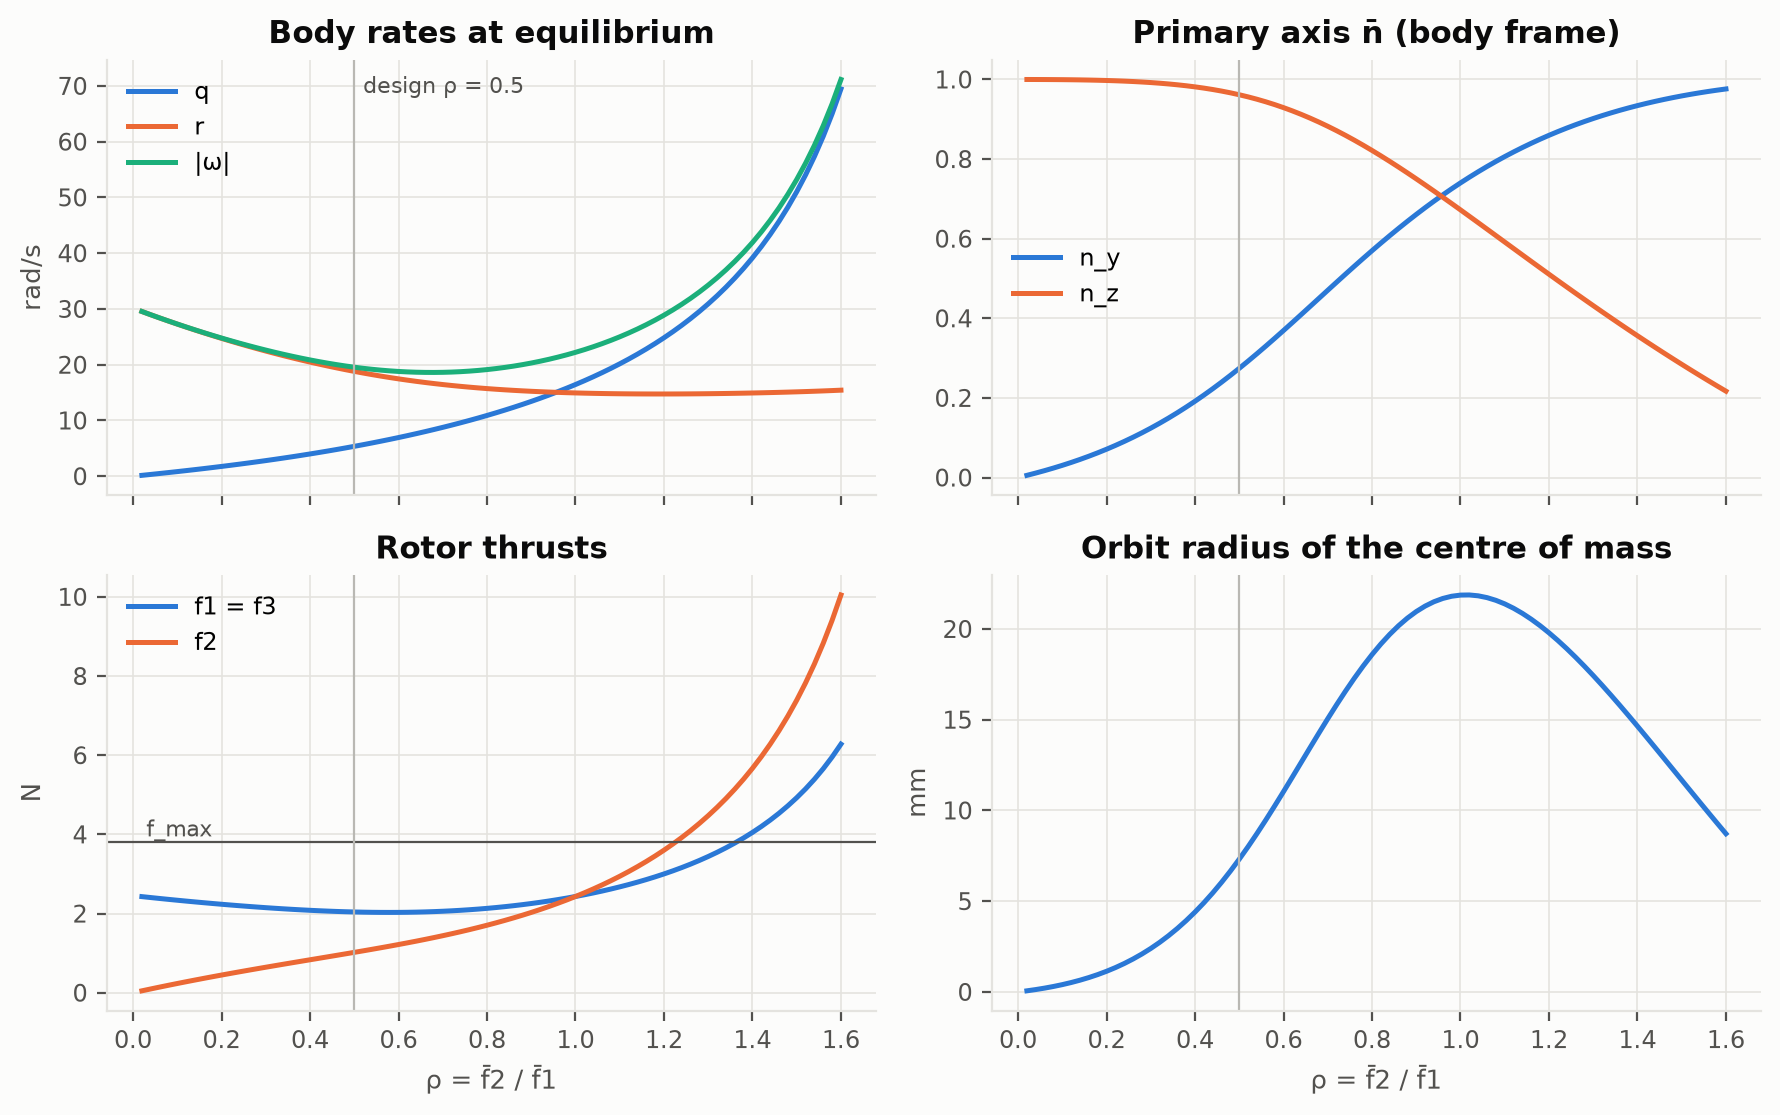 Body rates at equilibrium
70
60
50
40
30
20
10
0
rad/s
q
r
|ω|
design ρ = 0.5
Primary axis n̄ (body frame)
1.0
0.8
0.6
0.4
0.2
0.0
n_y
n_z
Rotor thrusts
10
8
6
4
2
0
N
f1 = f3
f2
f_max
0.0 0.2 0.4 0.6 0.8 1.0 1.2 1.4 1.6
ρ = f̄2 / f̄1
Orbit radius of the centre of mass
20
15
10
5
0
mm
0.0 0.2 0.4 0.6 0.8 1.0 1.2 1.4 1.6
ρ = f̄2 / f̄1